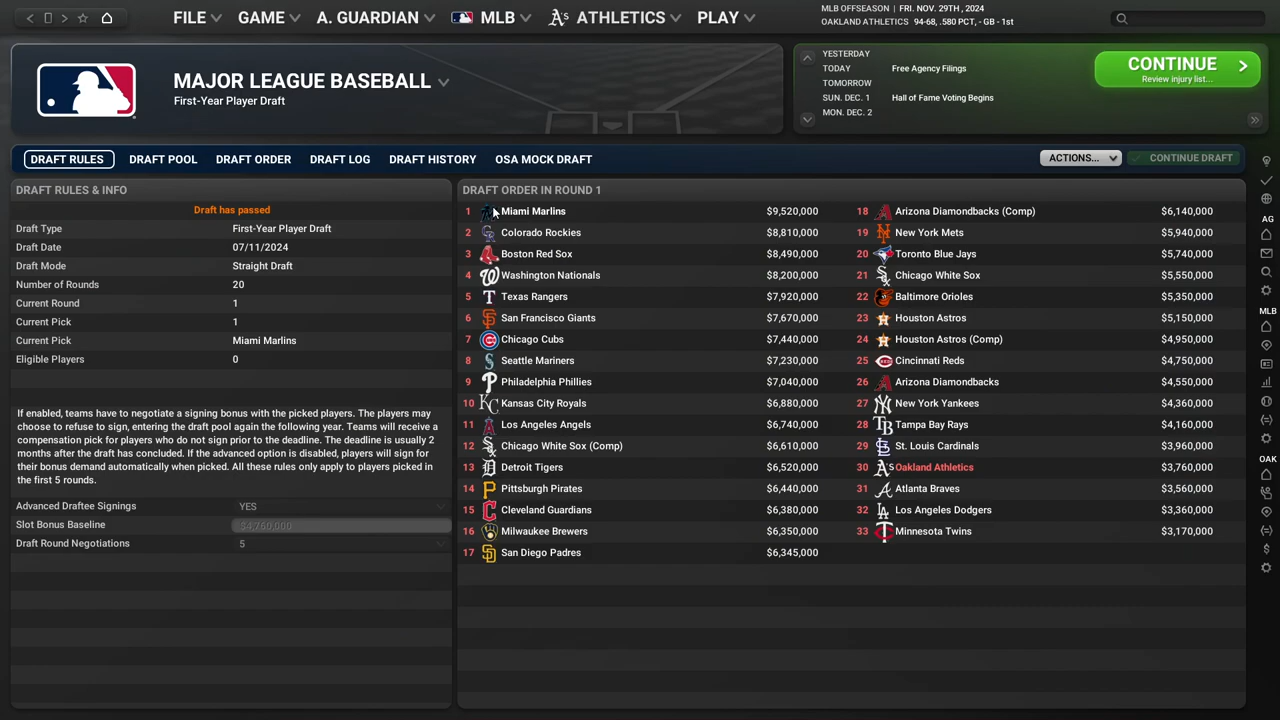 FILE GAME A. GUARDIAN MLB ATHLETICS PLAY
MLB OFFSEASON | FRI. NOV. 29TH , 2024
OAKLAND ATHLETICS 94-68, .580 PCT, - GB - 1st
MAJOR LEAGUE BASEBALL
First-Year Player Draft
YESTERDAY
TODAY Free Agency Filings
TOMORROW
SUN. DEC. 1 Hall of Fame Voting Begins
MON. DEC. 2
CONTINUE
Review injury list...
DRAFT RULES DRAFT POOL DRAFT ORDER DRAFT LOG DRAFT HISTORY OSA MOCK DRAFT ACTIONS... CONTINUE DRAFT
DRAFT RULES & INFO
Draft has passed
Draft Type First-Year Player Draft
Draft Date 07/11/2024
Draft Mode Straight Draft
Number of Rounds 20
Current Round 1
Current Pick 1
Current Pick Miami Marlins
Eligible Players 0
If enabled, teams have to negotiate a signing bonus with the picked players. The players may
choose to refuse to sign, entering the draft pool again the following year. Teams will receive a
compensation pick for players who do not sign prior to the deadline. The deadline is usually 2
months after the draft has concluded. If the advanced option is disabled, players will sign for
their bonus demand automatically when picked. All these rules only apply to players picked in
the first 5 rounds.
Advanced Draftee Signings YES
Slot Bonus Baseline $4,760,000
Draft Round Negotiations 5
DRAFT ORDER IN ROUND 1
1 Miami Marlins $9,520,000
2 Colorado Rockies $8,810,000
3 Boston Red Sox $8,490,000
4 Washington Nationals $8,200,000
5 Texas Rangers $7,920,000
6 San Francisco Giants $7,670,000
7 Chicago Cubs $7,440,000
8 Seattle Mariners $7,230,000
9 Philadelphia Phillies $7,040,000
10 Kansas City Royals $6,880,000
11 Los Angeles Angels $6,740,000
12 Chicago White Sox (Comp) $6,610,000
13 Detroit Tigers $6,520,000
14 Pittsburgh Pirates $6,440,000
15 Cleveland Guardians $6,380,000
16 Milwaukee Brewers $6,350,000
17 San Diego Padres $6,345,000
18 Arizona Diamondbacks (Comp) $6,140,000
19 New York Mets $5,940,000
20 Toronto Blue Jays $5,740,000
21 Chicago White Sox $5,550,000
22 Baltimore Orioles $5,350,000
23 Houston Astros $5,150,000
24 Houston Astros (Comp) $4,950,000
25 Cincinnati Reds $4,750,000
26 Arizona Diamondbacks $4,550,000
27 New York Yankees $4,360,000
28 Tampa Bay Rays $4,160,000
29 St. Louis Cardinals $3,960,000
30 Oakland Athletics $3,760,000
31 Atlanta Braves $3,560,000
32 Los Angeles Dodgers $3,360,000
33 Minnesota Twins $3,170,000
AG
MLB
OAK